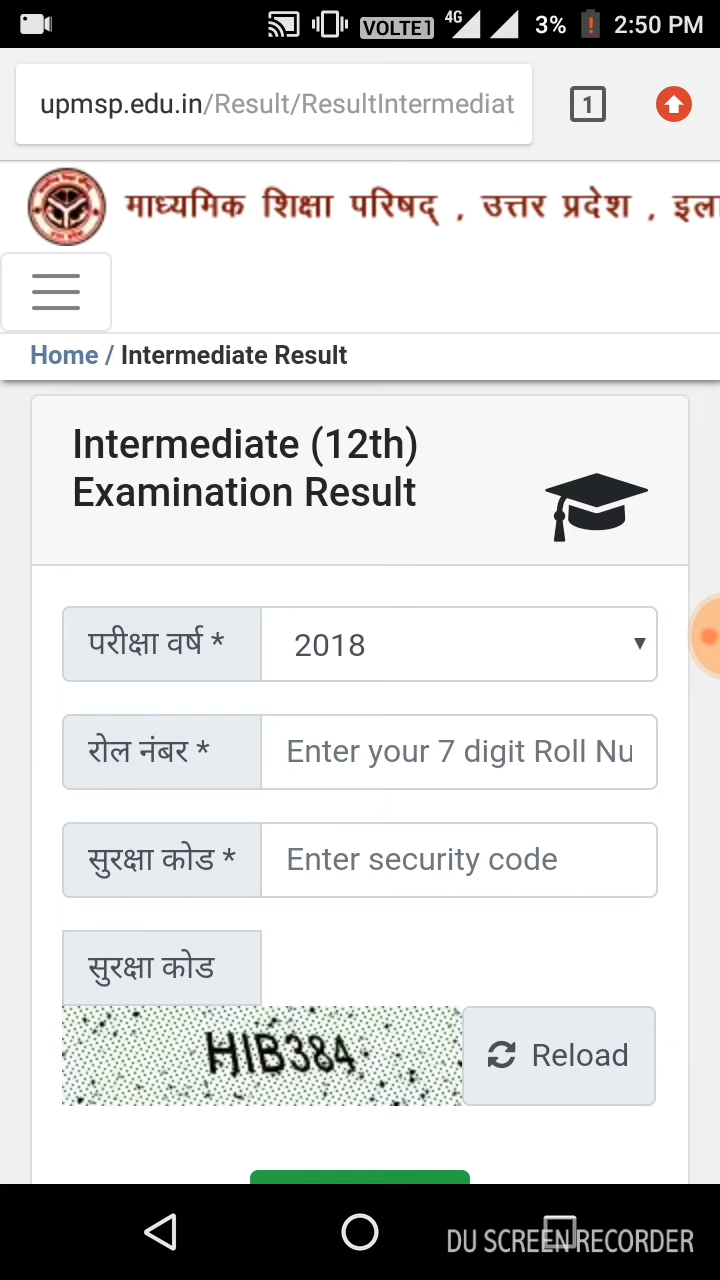 VOLTE1 4G 3% ! 2:50 PM
upmsp.edu.in/Result/ResultIntermediat 1
माध्यमिक शिक्षा परिषद् , उत्तर प्रदेश , इला
Home / Intermediate Result
Intermediate (12th)
Examination Result
परीक्षा वर्ष * 2018
रोल नंबर * Enter your 7 digit Roll Nu
सुरक्षा कोड * Enter security code
सुरक्षा कोड
HIB384 Reload
DU SCREEN RECORDER